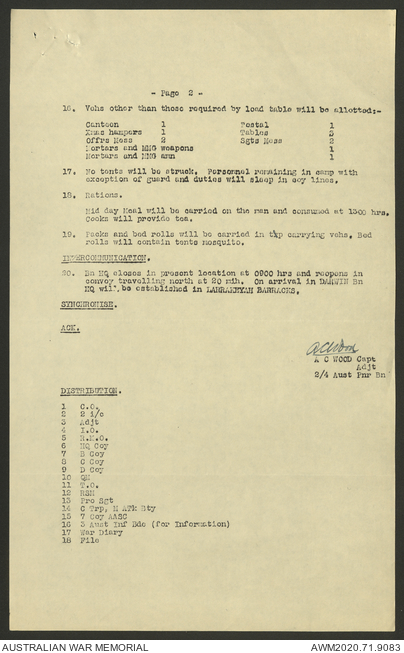 - Page 2 -
16. Vehs other than those required by load table will be allotted:-
Canteen 1 Postal 1
Xmas hampers 1 Tables 3
Offrs Mess 2 Sgts Mess 2
Mortars and MMG weapons 1
Mortars and MMG amn 1
17. No tents will be struck. Personnel remaining in camp with
exception of guard and duties will sleep in coy lines.
18. Rations.
Mid day Meal will be carried on the man and consumed at 1300 hrs.
Cooks will provide tea.
19. Packs and bed rolls will be carried in tp carrying vehs. Bed
rolls will contain tents mosquito.
INTERCOMMUNICATION.
20. Bn HQ closes in present location at 0900 hrs and reopens in
convoy travelling north at 20 mih. On arrival in DARWIN Bn
HQ will be established in LARRAKEYAH BARRACKS.
SYNCHRONISE.
ACK.
A C Wood
A C WOOD Capt
Adjt
2/4 Aust Pnr Bn
DISTRIBUTION.
1 C.O.
2 2 i/c
3 Adjt
4 I.O.
5 R.M.O.
6 HQ Coy
7 B Coy
8 C Coy
9 D Coy
10 QM
11 T.O.
12 RSM
13 Pro Sgt
14 C Trp, M ATk Bty
15 7 Coy AASC
16 3 Aust Inf Bde (for Information)
17 War Diary
18 File
AUSTRALIAN WAR MEMORIAL AWM2020.71.9083